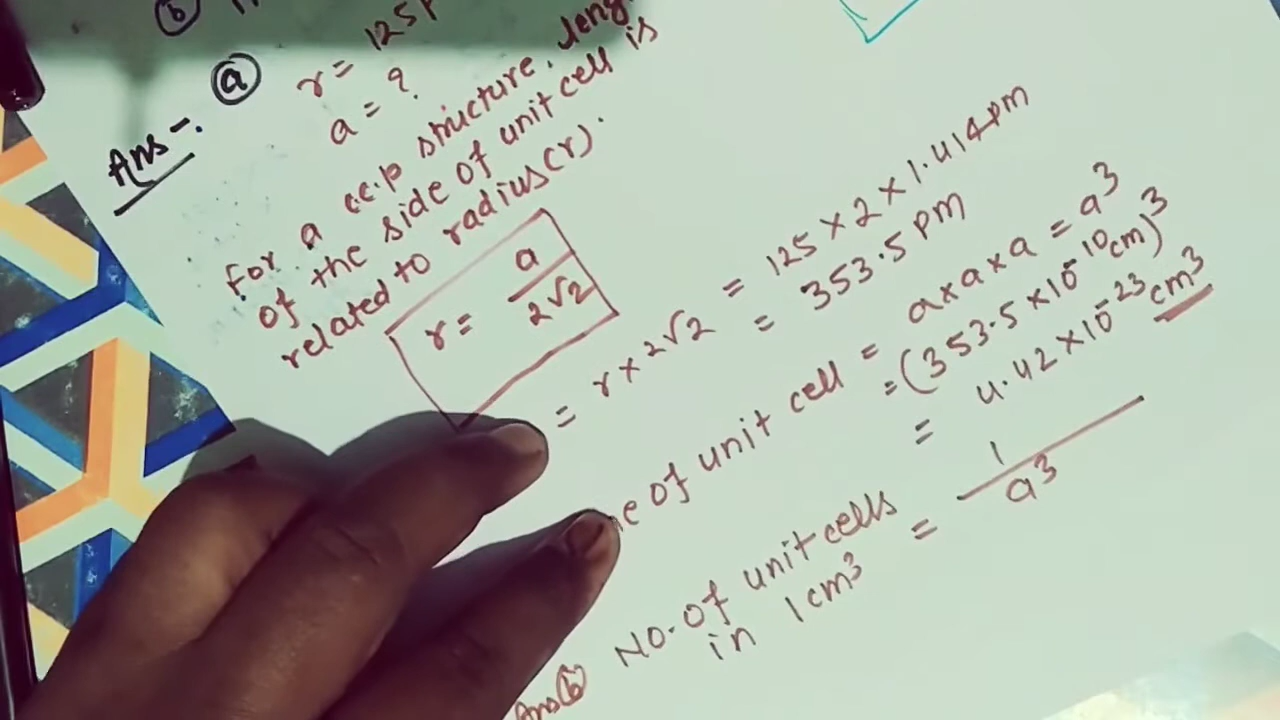 (b)
Ans-:
(a) r = 125p
a = ?
For a c.c.p structure,
of the side of unit cell is
related to radius(r).
r = a / 2√2
= r × 2√2 = 125 × 2 × 1.414 pm
= 353.5 pm
of unit cell = a×a×a = a³
= (353.5 × 10⁻¹⁰ cm)³
= 4.42 × 10⁻²³ cm³
Ans (b) No. of unit cells
in 1 cm³ = 1 / a³